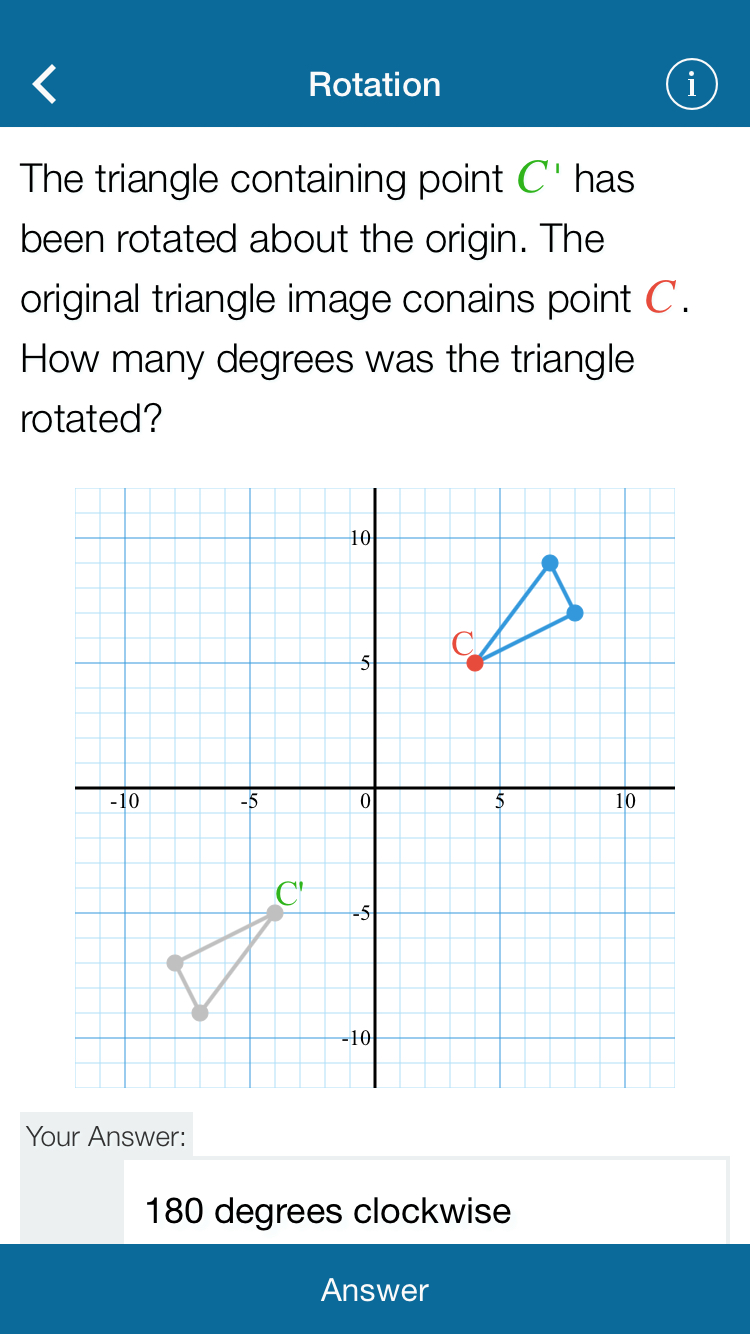 Rotation
i
The triangle containing point C' has
been rotated about the origin. The
original triangle image conains point C.
How many degrees was the triangle
rotated?
10
C
5
-10 -5 0 5 10
C'
-5
-10
Your Answer:
180 degrees clockwise
Answer